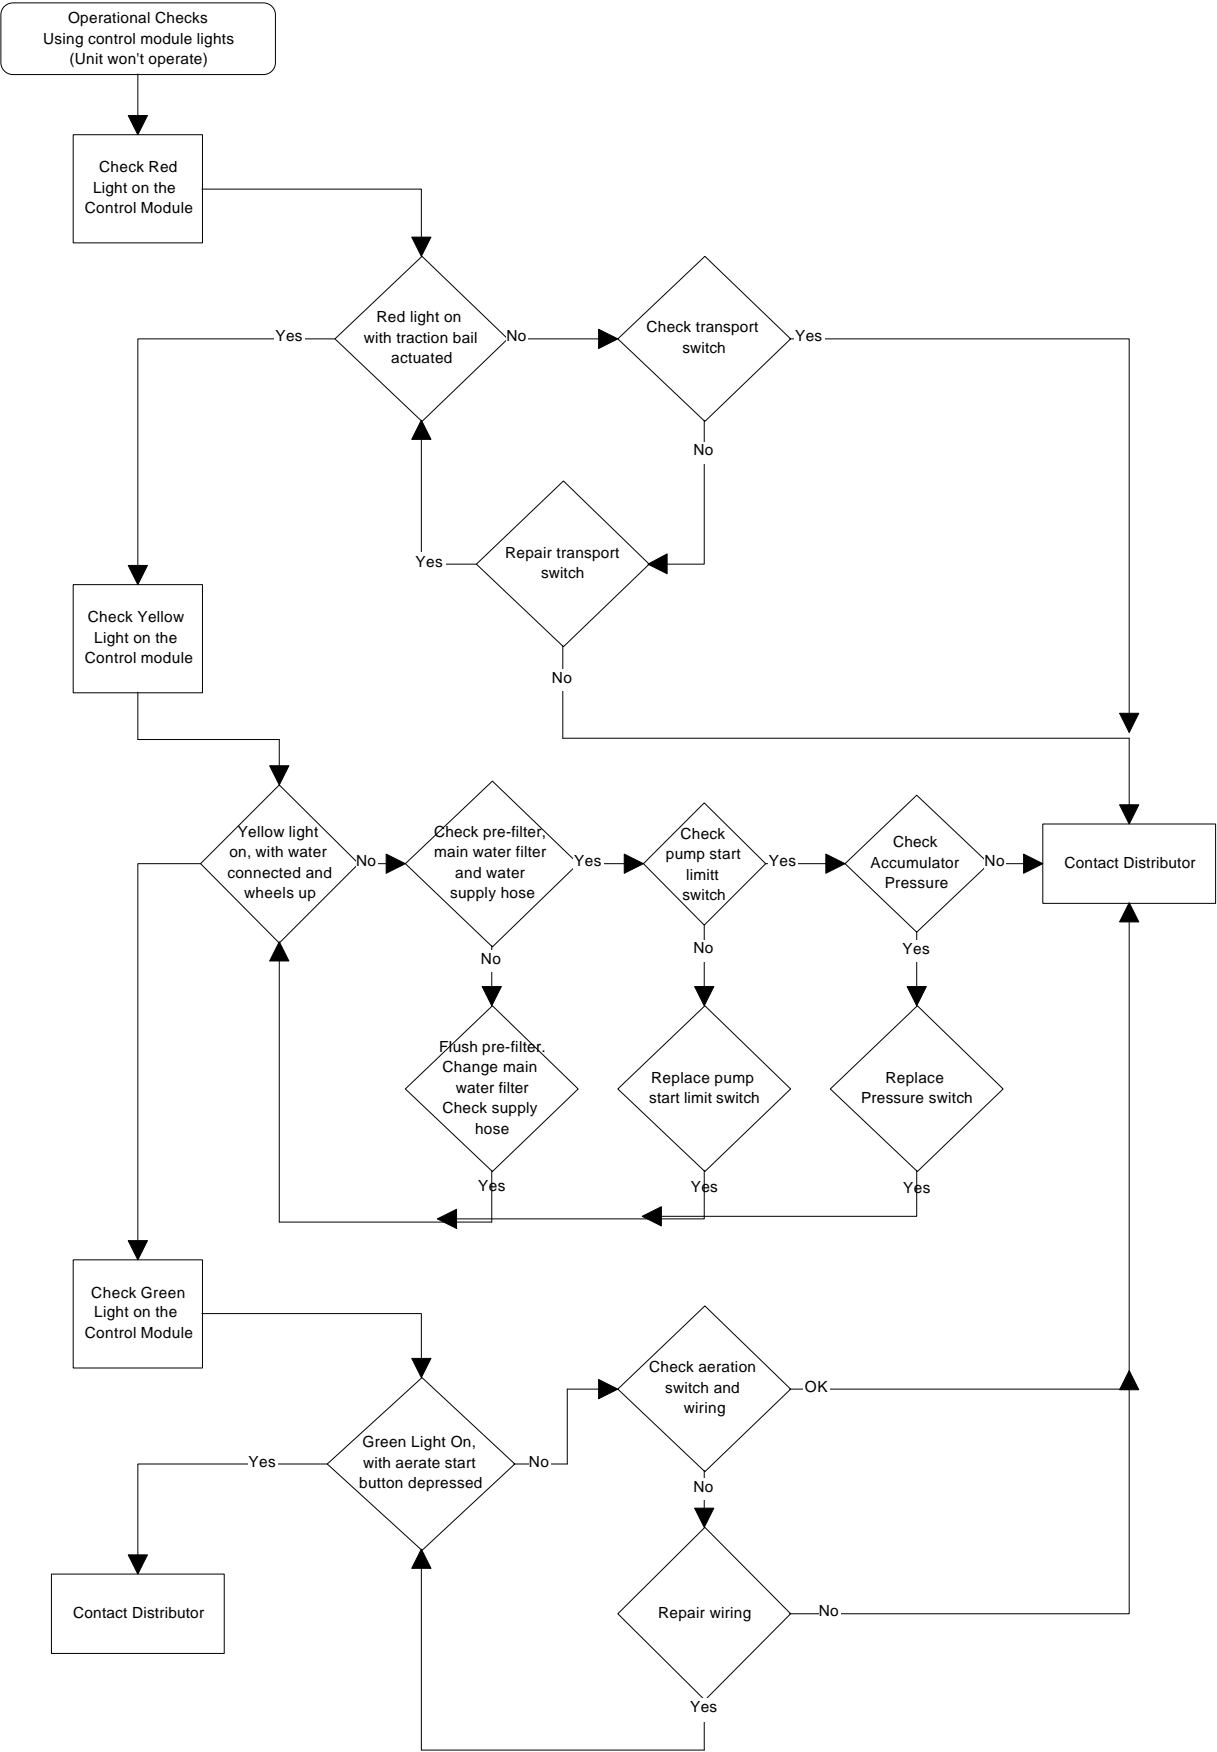 Operational Checks
Using control module lights
(Unit won't operate)
Check Red
Light on the
Control Module
Red light on
with traction bail
actuated
Yes
No
Check transport
switch
Yes
No
Repair transport
switch
Yes
No
Check Yellow
Light on the
Control module
Yellow light
on, with water
connected and
wheels up
No
Check pre-filter,
main water filter
and water
supply hose
Yes
Check
pump start
limitt
switch
Yes
Check
Accumulator
Pressure
No
Contact Distributor
No
No
Yes
Flush pre-filter.
Change main
water filter
Check supply
hose
Replace pump
start limit switch
Replace
Pressure switch
Yes
Yes
Yes
Check Green
Light on the
Control Module
Green Light On,
with aerate start
button depressed
Yes
No
Check aeration
switch and
wiring
OK
No
Contact Distributor
Repair wiring
No
Yes